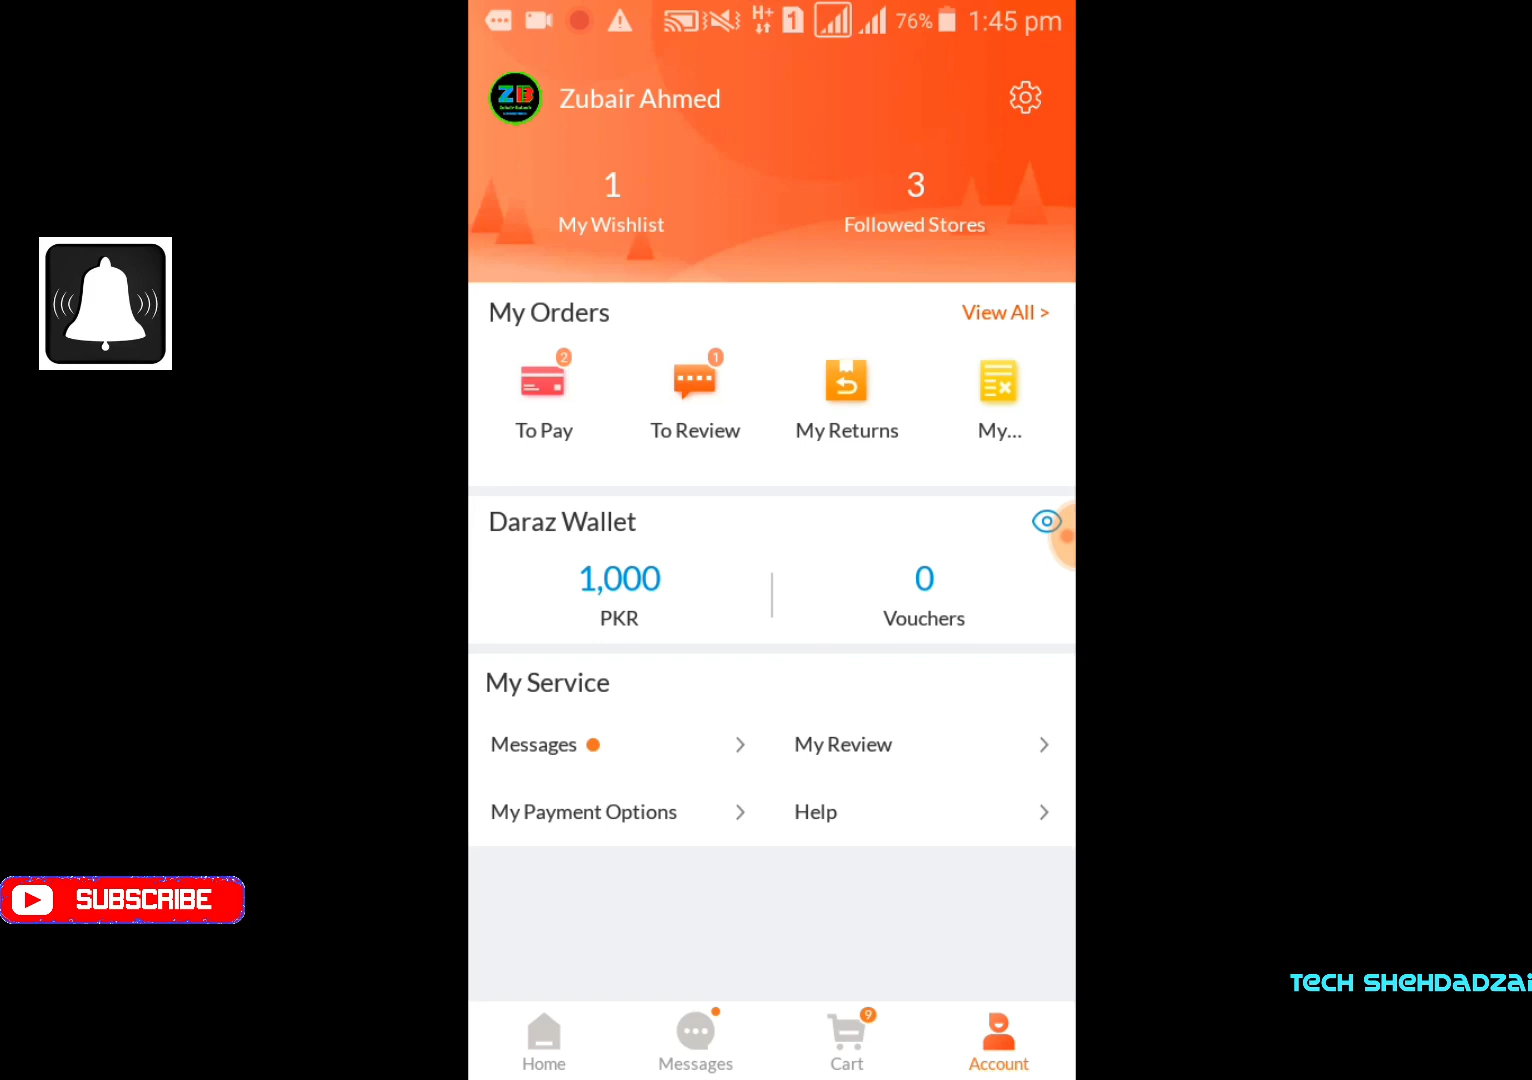 H+ 1 76% 1:45 pm
ZB
Zubair Ahmed
1
My Wishlist
3
Followed Stores
My Orders
View All >
2
1
To Pay
To Review
My Returns
My...
Daraz Wallet
1,000
PKR
0
Vouchers
My Service
Messages
My Review
My Payment Options
Help
SUBSCRIBE
TECH SHEHDADZAI
9
Home
Messages
Cart
Account